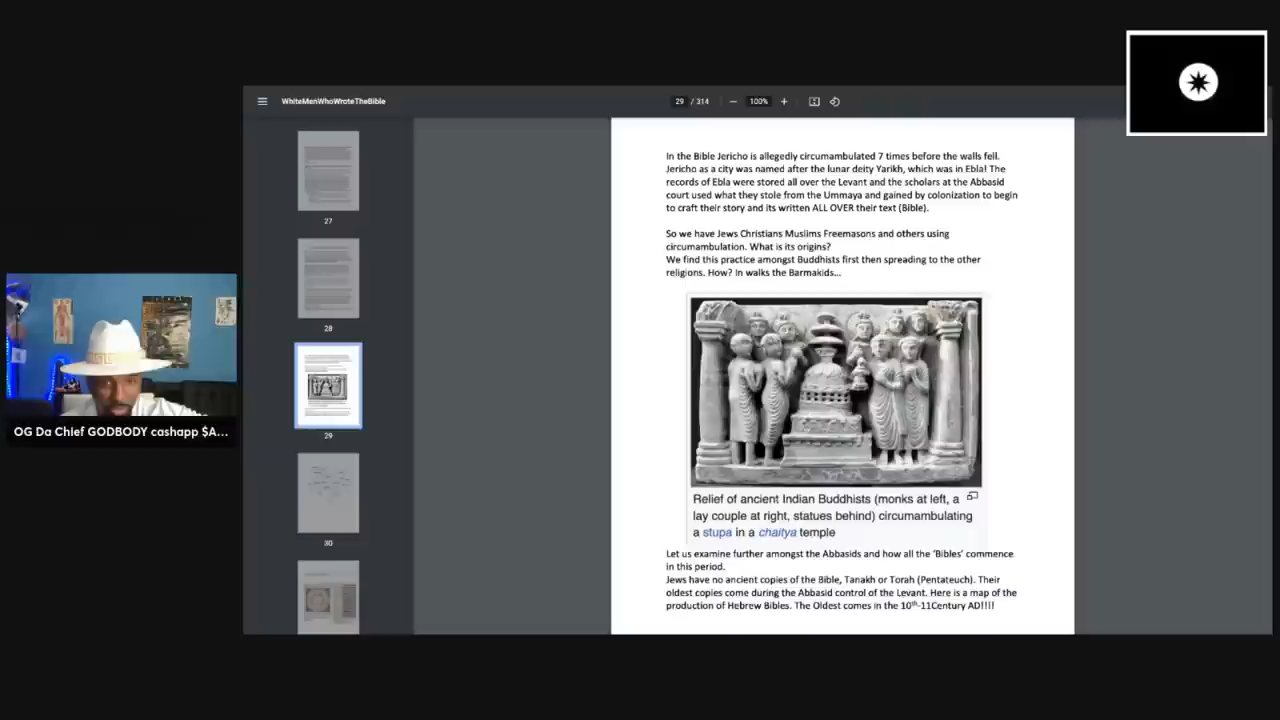 WhiteMenWhoWroteTheBible
29 / 314
100%
27
28
29
30
In the Bible Jericho is allegedly circumambulated 7 times before the walls fell.
Jericho as a city was named after the lunar deity Yarikh, which was in Ebla! The
records of Ebla were stored all over the Levant and the scholars at the Abbasid
court used what they stole from the Ummaya and gained by colonization to begin
to craft their story and its written ALL OVER their text (Bible).
So we have Jews Christians Muslims Freemasons and others using
circumambulation. What is its origins?
We find this practice amongst Buddhists first then spreading to the other
religions. How? In walks the Barmakids...
Relief of ancient Indian Buddhists (monks at left, a
lay couple at right, statues behind) circumambulating
a stupa in a chaitya temple
Let us examine further amongst the Abbasids and how all the ‘Bibles’ commence
in this period.
Jews have no ancient copies of the Bible, Tanakh or Torah (Pentateuch). Their
oldest copies come during the Abbasid control of the Levant. Here is a map of the
production of Hebrew Bibles. The Oldest comes in the 10th-11Century AD!!!!
OG Da Chief GODBODY cashapp $A...